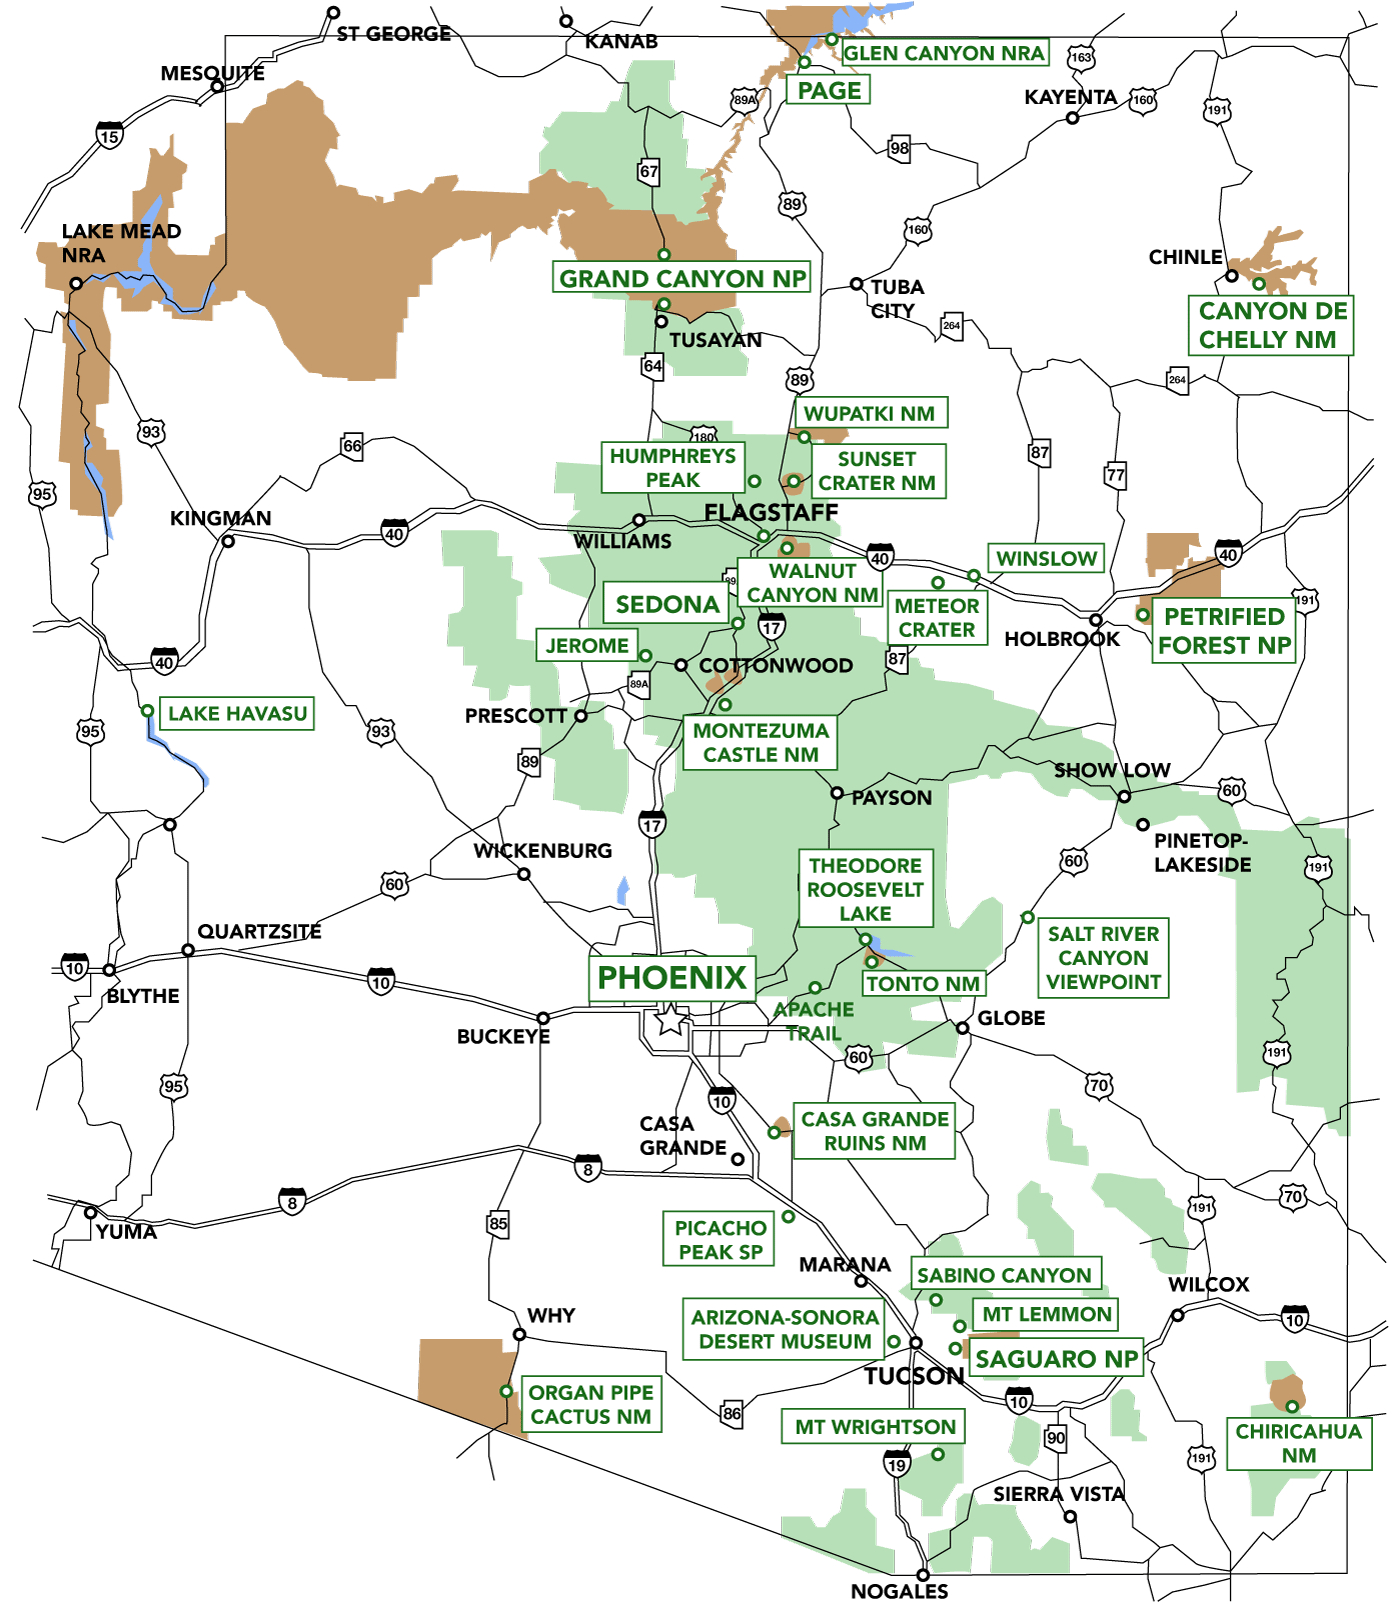 ST GEORGE
KANAB
GLEN CANYON NRA
163
MESQUITE
PAGE
89A
KAYENTA
160
191
15
98
67
89
LAKE MEAD
NRA
160
CHINLE
GRAND CANYON NP
TUBA
CITY
CANYON DE
CHELLY NM
264
TUSAYAN
64
89
264
WUPATKI NM
93
66
180
HUMPHREYS
PEAK
SUNSET
CRATER NM
87
77
95
FLAGSTAFF
KINGMAN
40
WILLIAMS
40
WINSLOW
40
WALNUT
CANYON NM
89
SEDONA
METEOR
CRATER
191
PETRIFIED
FOREST NP
17
HOLBROOK
JEROME
40
COTTONWOOD
87
89A
LAKE HAVASU
PRESCOTT
95
93
MONTEZUMA
CASTLE NM
89
SHOW LOW
60
PAYSON
17
PINETOP-
LAKESIDE
WICKENBURG
60
THEODORE
ROOSEVELT
LAKE
191
60
QUARTZSITE
SALT RIVER
CANYON
VIEWPOINT
10
BLYTHE
10
PHOENIX
TONTO NM
APACHE
TRAIL
GLOBE
BUCKEYE
60
191
95
70
10
CASA
GRANDE
CASA GRANDE
RUINS NM
8
8
70
191
YUMA
85
PICACHO
PEAK SP
MARANA
SABINO CANYON
WILCOX
WHY
ARIZONA-SONORA
DESERT MUSEUM
MT LEMMON
10
SAGUARO NP
TUCSON
ORGAN PIPE
CACTUS NM
86
10
MT WRIGHTSON
90
CHIRICAHUA
NM
19
191
SIERRA VISTA
NOGALES